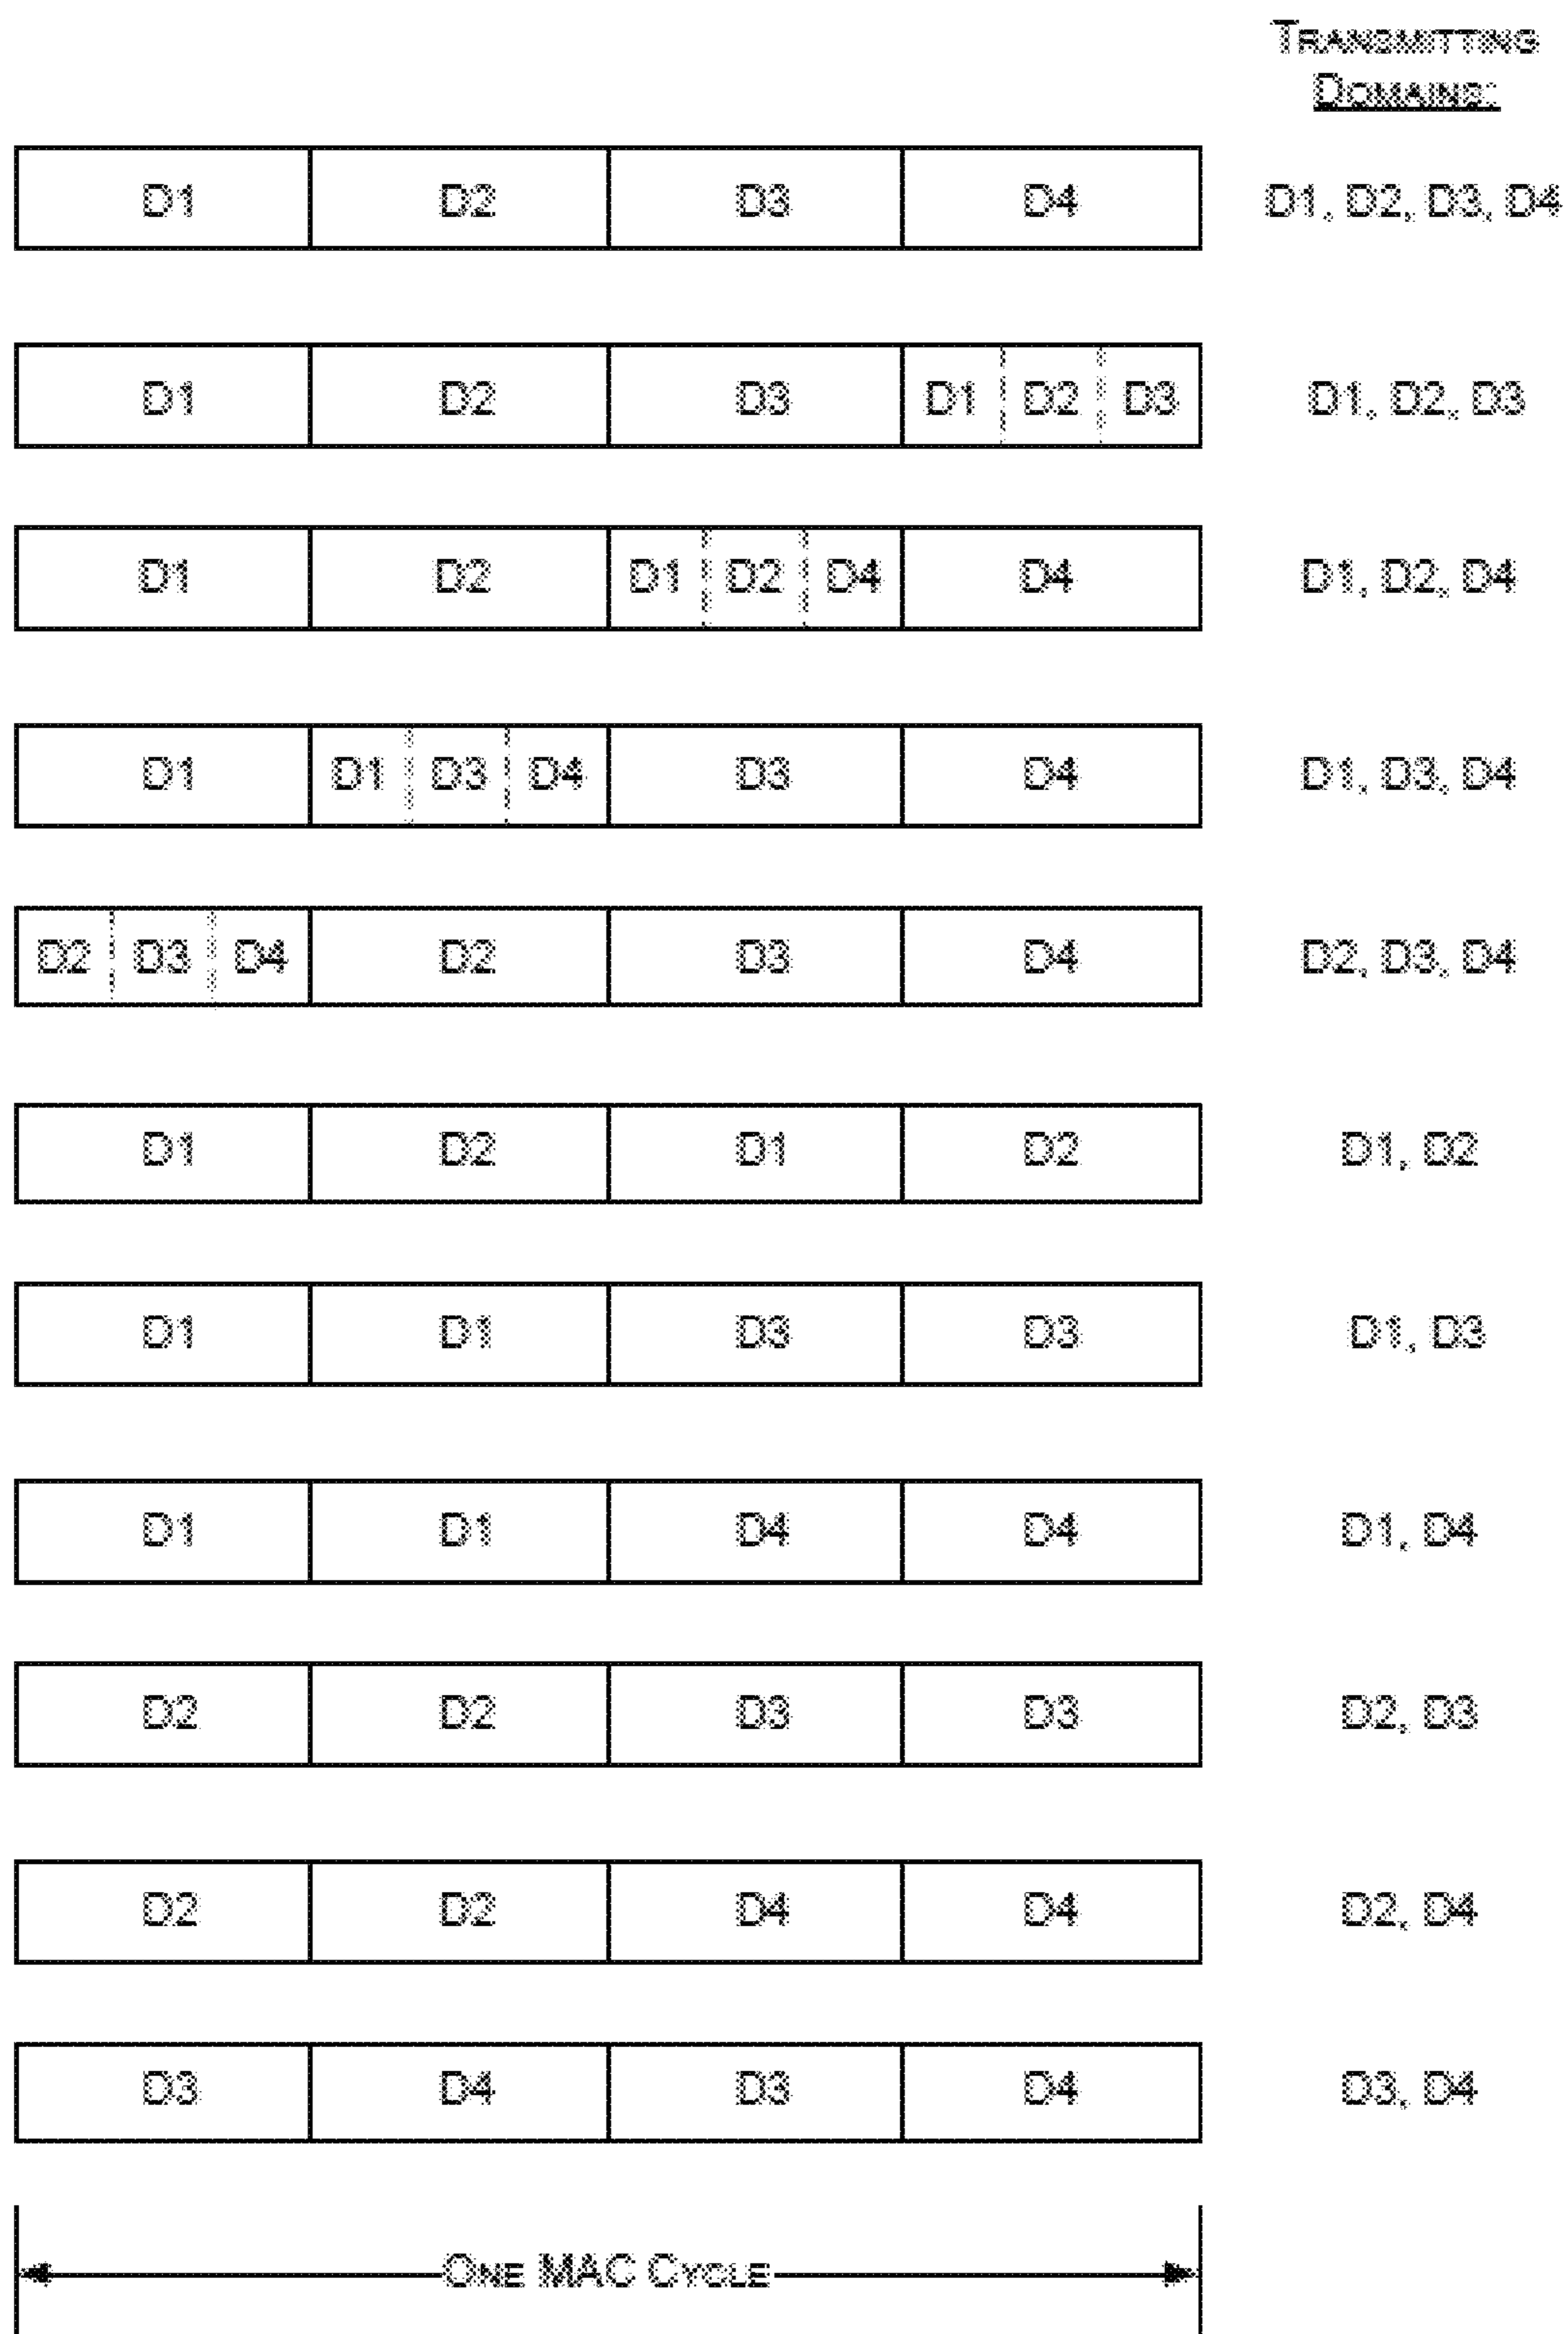 TRANSMITTING
DOMAINS:
D1 D2 D3 D4 D1, D2, D3, D4
D1 D2 D3 D1 D2 D3 D1, D2, D3
D1 D2 D1 D2 D4 D4 D1, D2, D4
D1 D1 D3 D4 D3 D4 D1, D3, D4
D2 D3 D4 D2 D3 D4 D2, D3, D4
D1 D2 D1 D2 D1, D2
D1 D1 D3 D3 D1, D3
D1 D1 D4 D4 D1, D4
D2 D2 D3 D3 D2, D3
D2 D2 D4 D4 D2, D4
D3 D4 D3 D4 D3, D4
ONE MAC CYCLE